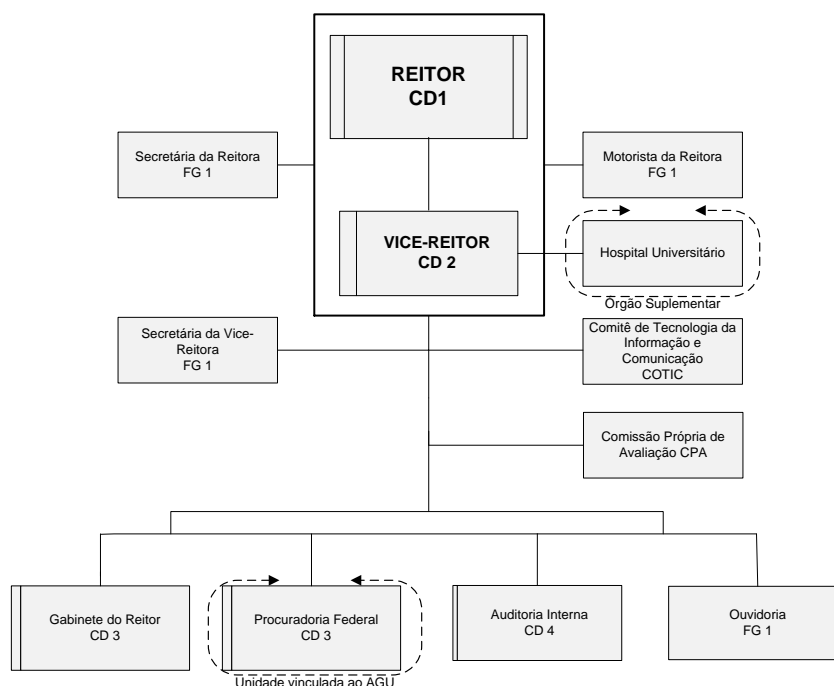 REITOR
CD1
Secretária da Reitora
FG 1
Motorista da Reitora
FG 1
VICE-REITOR
CD 2
Hospital Universitário
Órgão Suplementar
Secretária da Vice-
Reitora
FG 1
Comitê de Tecnologia da
Informação e
Comunicação
COTIC
Comissão Própria de
Avaliação CPA
Gabinete do Reitor
CD 3
Procuradoria Federal
CD 3
Auditoria Interna
CD 4
Ouvidoria
FG 1
Unidade vinculada ao AGU